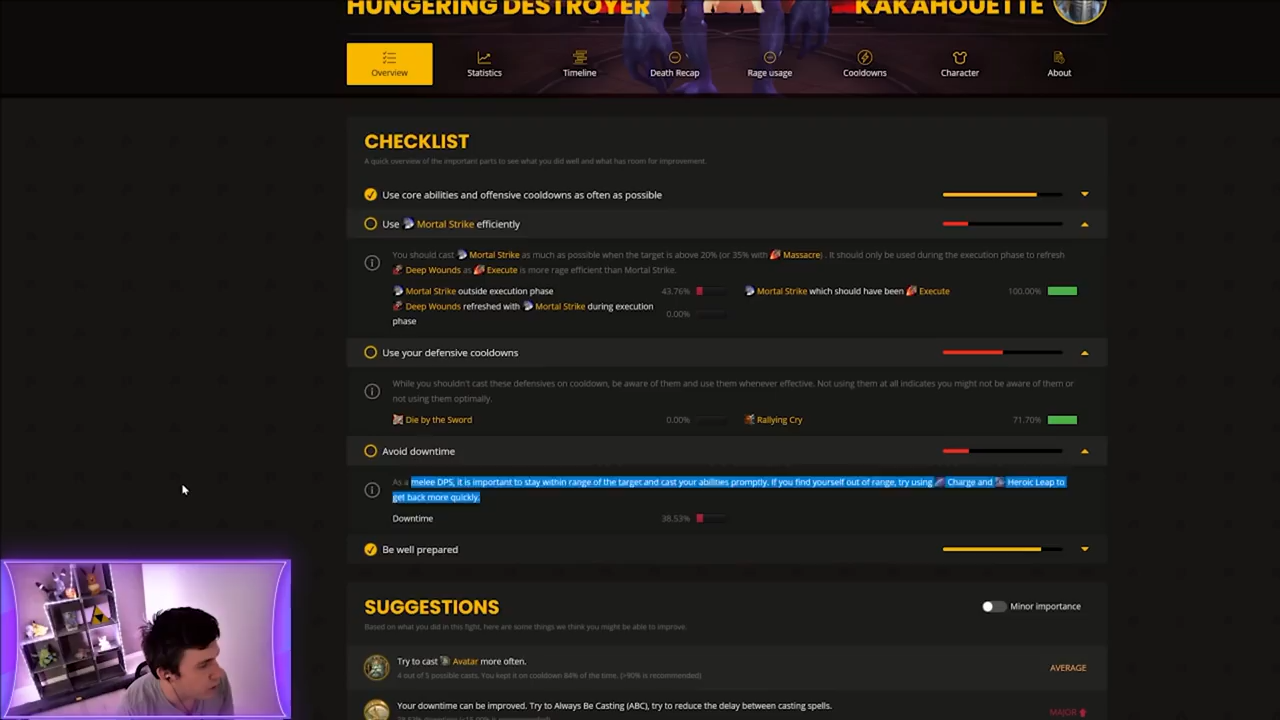 HUNGERING DESTROYER
KAKAHOUETTE
Overview
Statistics
Timeline
Death Recap
Rage usage
Cooldowns
Character
About
CHECKLIST
A quick overview of the important parts to see what you did well and what has room for improvement.
Use core abilities and offensive cooldowns as often as possible
Use Mortal Strike efficiently
You should cast Mortal Strike as much as possible when the target is above 20% (or 35% with Massacre) . It should only be used during the execution phase to refresh
Deep Wounds as Execute is more rage efficient than Mortal Strike.
Mortal Strike outside execution phase 43.76%
Mortal Strike which should have been Execute 100.00%
Deep Wounds refreshed with Mortal Strike during execution
phase
0.00%
Use your defensive cooldowns
While you shouldn't cast these defensives on cooldown, be aware of them and use them whenever effective. Not using them at all indicates you might not be aware of them or
not using them optimally.
Die by the Sword 0.00%
Rallying Cry 71.70%
Avoid downtime
As a melee DPS, it is important to stay within range of the target and cast your abilities promptly. If you find yourself out of range, try using Charge and Heroic Leap to
get back more quickly.
Downtime 38.53%
Be well prepared
SUGGESTIONS
Minor importance
Based on what you did in this fight, here are some things we think you might be able to improve.
Try to cast Avatar more often.
4 out of 5 possible casts. You kept it on cooldown 84% of the time. (>90% is recommended)
AVERAGE
Your downtime can be improved. Try to Always Be Casting (ABC), try to reduce the delay between casting spells.
MAJOR